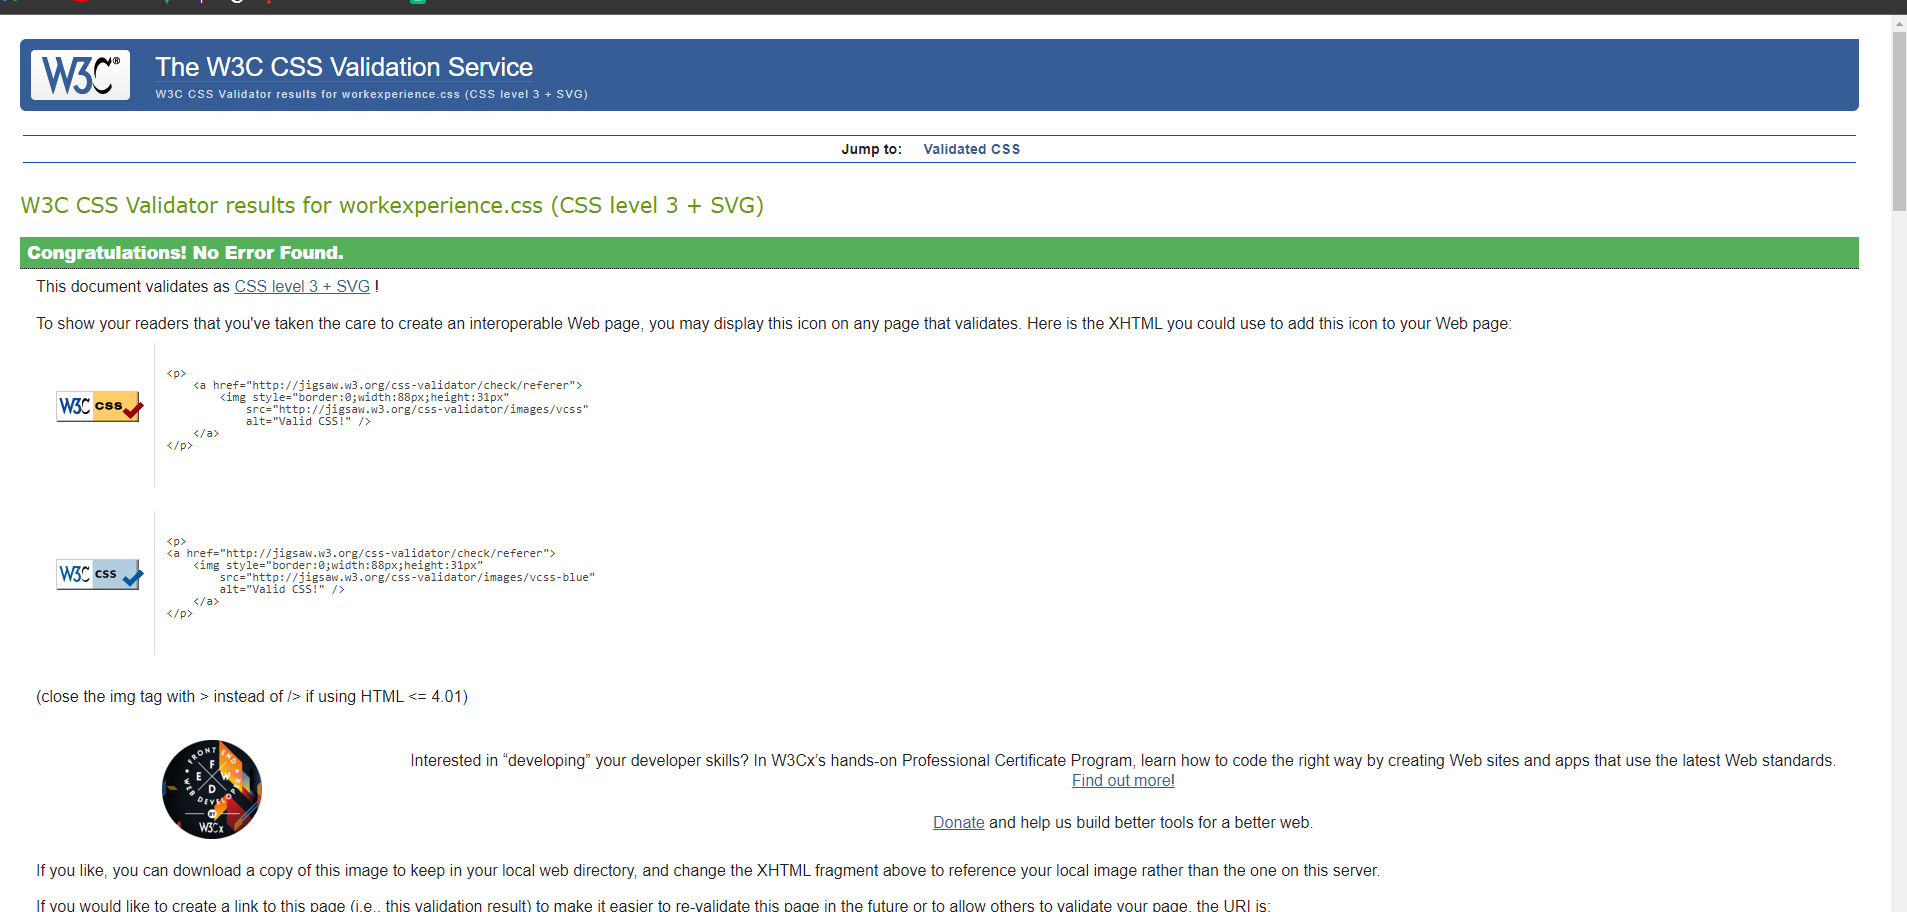 W3C®
The W3C CSS Validation Service
W3C CSS Validator results for workexperience.css (CSS level 3 + SVG)
Jump to: Validated CSS
W3C CSS Validator results for workexperience.css (CSS level 3 + SVG)
Congratulations! No Error Found.
This document validates as CSS level 3 + SVG !
To show your readers that you've taken the care to create an interoperable Web page, you may display this icon on any page that validates. Here is the XHTML you could use to add this icon to your Web page:
W3C css
<p>
<a href="http://jigsaw.w3.org/css-validator/check/referer">
<img style="border:0;width:88px;height:31px"
src="http://jigsaw.w3.org/css-validator/images/vcss"
alt="Valid CSS!" />
</a>
</p>
W3C css
<p>
<a href="http://jigsaw.w3.org/css-validator/check/referer">
<img style="border:0;width:88px;height:31px"
src="http://jigsaw.w3.org/css-validator/images/vcss-blue"
alt="Valid CSS!" />
</a>
</p>
(close the img tag with > instead of /> if using HTML <= 4.01)
FRONT END
F E W D
WEB DEVELOP
BY
W3Cx
Interested in “developing” your developer skills? In W3Cx’s hands-on Professional Certificate Program, learn how to code the right way by creating Web sites and apps that use the latest Web standards.
Find out more!
Donate and help us build better tools for a better web.
If you like, you can download a copy of this image to keep in your local web directory, and change the XHTML fragment above to reference your local image rather than the one on this server.
If you would like to create a link to this page (i.e., this validation result) to make it easier to re-validate this page in the future or to allow others to validate your page, the URI is: